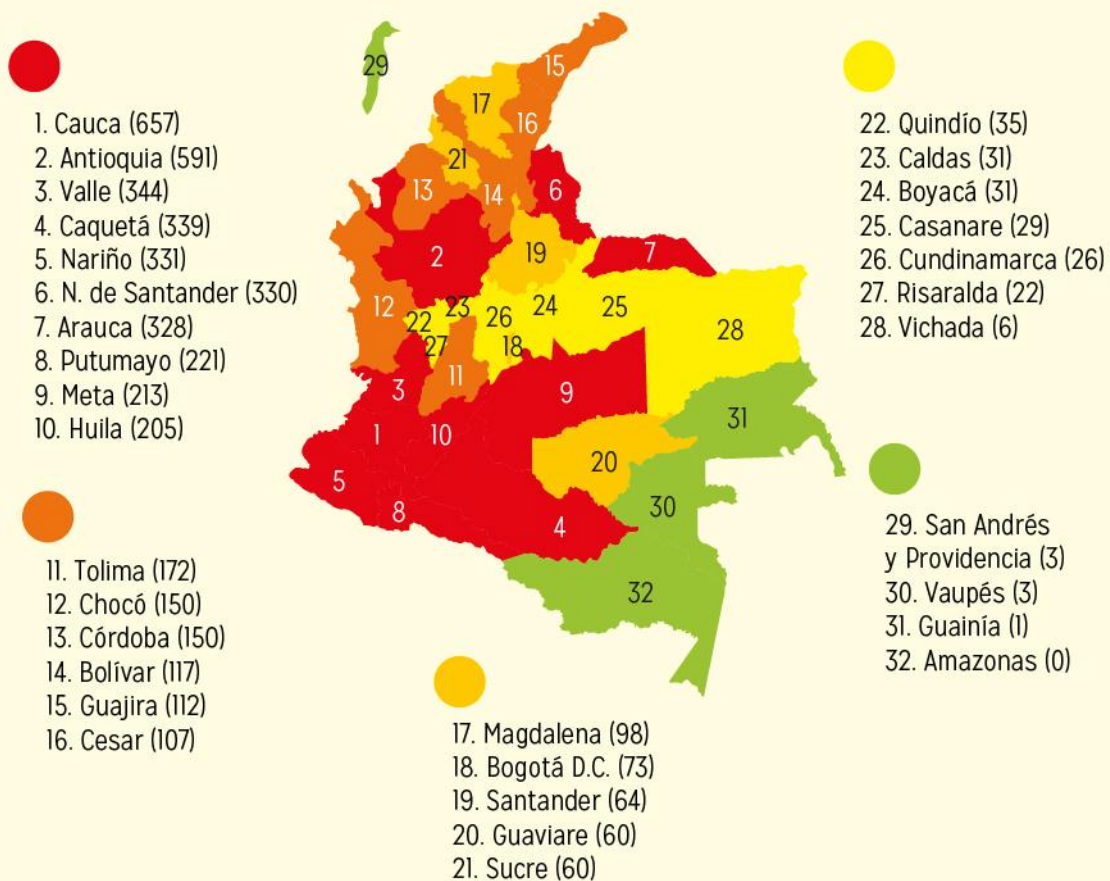 1. Cauca (657)
2. Antioquia (591)
3. Valle (344)
4. Caquetá (339)
5. Nariño (331)
6. N. de Santander (330)
7. Arauca (328)
8. Putumayo (221)
9. Meta (213)
10. Huila (205)
11. Tolima (172)
12. Chocó (150)
13. Córdoba (150)
14. Bolívar (117)
15. Guajira (112)
16. Cesar (107)
29
15
17
16
21
13
14
6
2
19
7
12
22
23
26
24
25
28
27
18
11
3
9
31
1
10
20
5
8
4
30
32
17. Magdalena (98)
18. Bogotá D.C. (73)
19. Santander (64)
20. Guaviare (60)
21. Sucre (60)
22. Quindío (35)
23. Caldas (31)
24. Boyacá (31)
25. Casanare (29)
26. Cundinamarca (26)
27. Risaralda (22)
28. Vichada (6)
29. San Andrés
y Providencia (3)
30. Vaupés (3)
31. Guainía (1)
32. Amazonas (0)